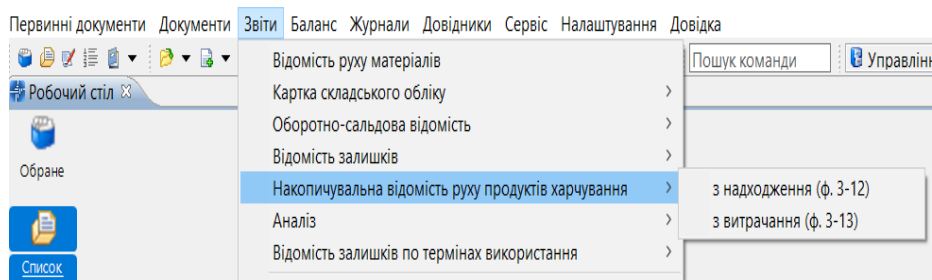 Первинні документи Документи Звіти Баланс Журнали Довідники Сервіс Налаштування Довідка
Пошук команди
Робочий стіл
Обране
Список
Відомість руху матеріалів
Картка складського обліку
Оборотно-сальдова відомість
Відомість залишків
Накопичувальна відомість руху продуктів харчування
Аналіз
Відомість залишків по термінах використання
з надходження (ф. 3-12)
з витрачання (ф. 3-13)